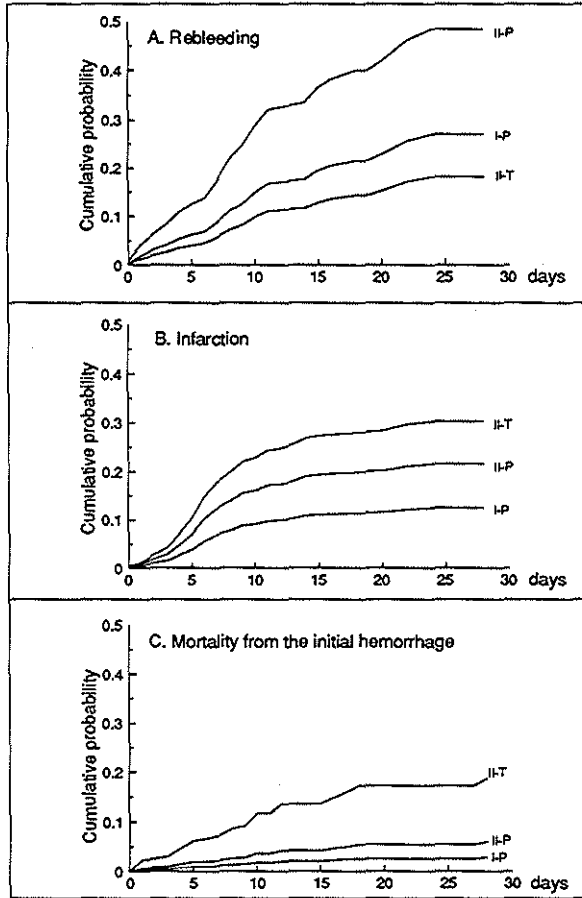 A. Rebleeding
Cumulative probability
0.5
0.4
0.3
0.2
0.1
0
II-P
I-P
II-T
0 5 10 15 20 25 30 days
B. Infarction
Cumulative probability
0.5
0.4
0.3
0.2
0.1
0
II-T
II-P
I-P
0 5 10 15 20 25 30 days
C. Mortality from the initial hemorrhage
Cumulative probability
0.5
0.4
0.3
0.2
0.1
0
II-T
II-P
I-P
0 5 10 15 20 25 30 days